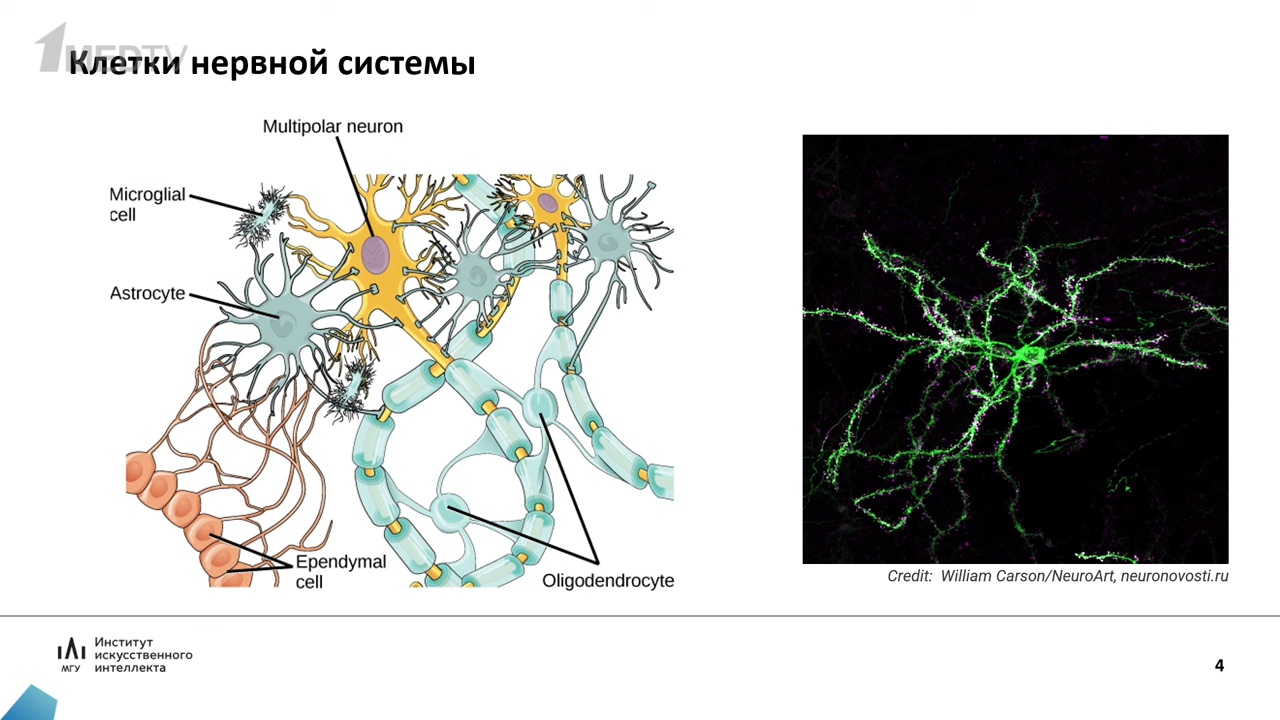 1MEDTV
Клетки нервной системы
Multipolar neuron
Microglial
cell
Astrocyte
Ependymal
cell
Oligodendrocyte
Credit: William Carson/NeuroArt, neuronovosti.ru
МГУ
Институт
искусственного
интеллекта
4